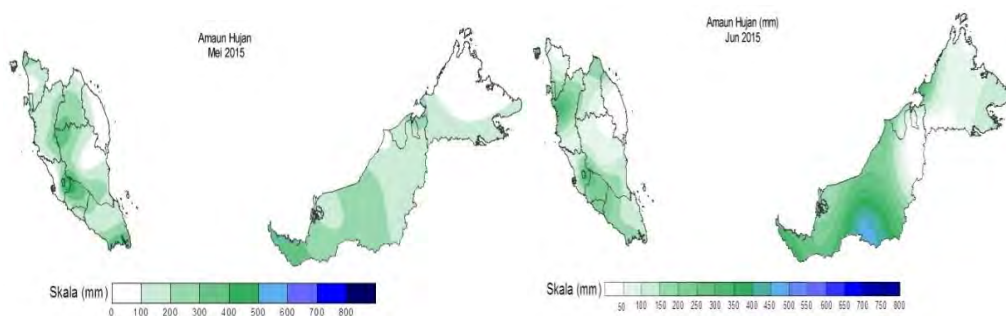 Amaun Hujan
Mei 2015
Skala (mm)
0 100 200 300 400 500 600 700 800
Amaun Hujan (mm)
Jun 2015
Skala (mm)
50 100 150 200 250 300 350 400 450 500 550 600 650 700 750 800